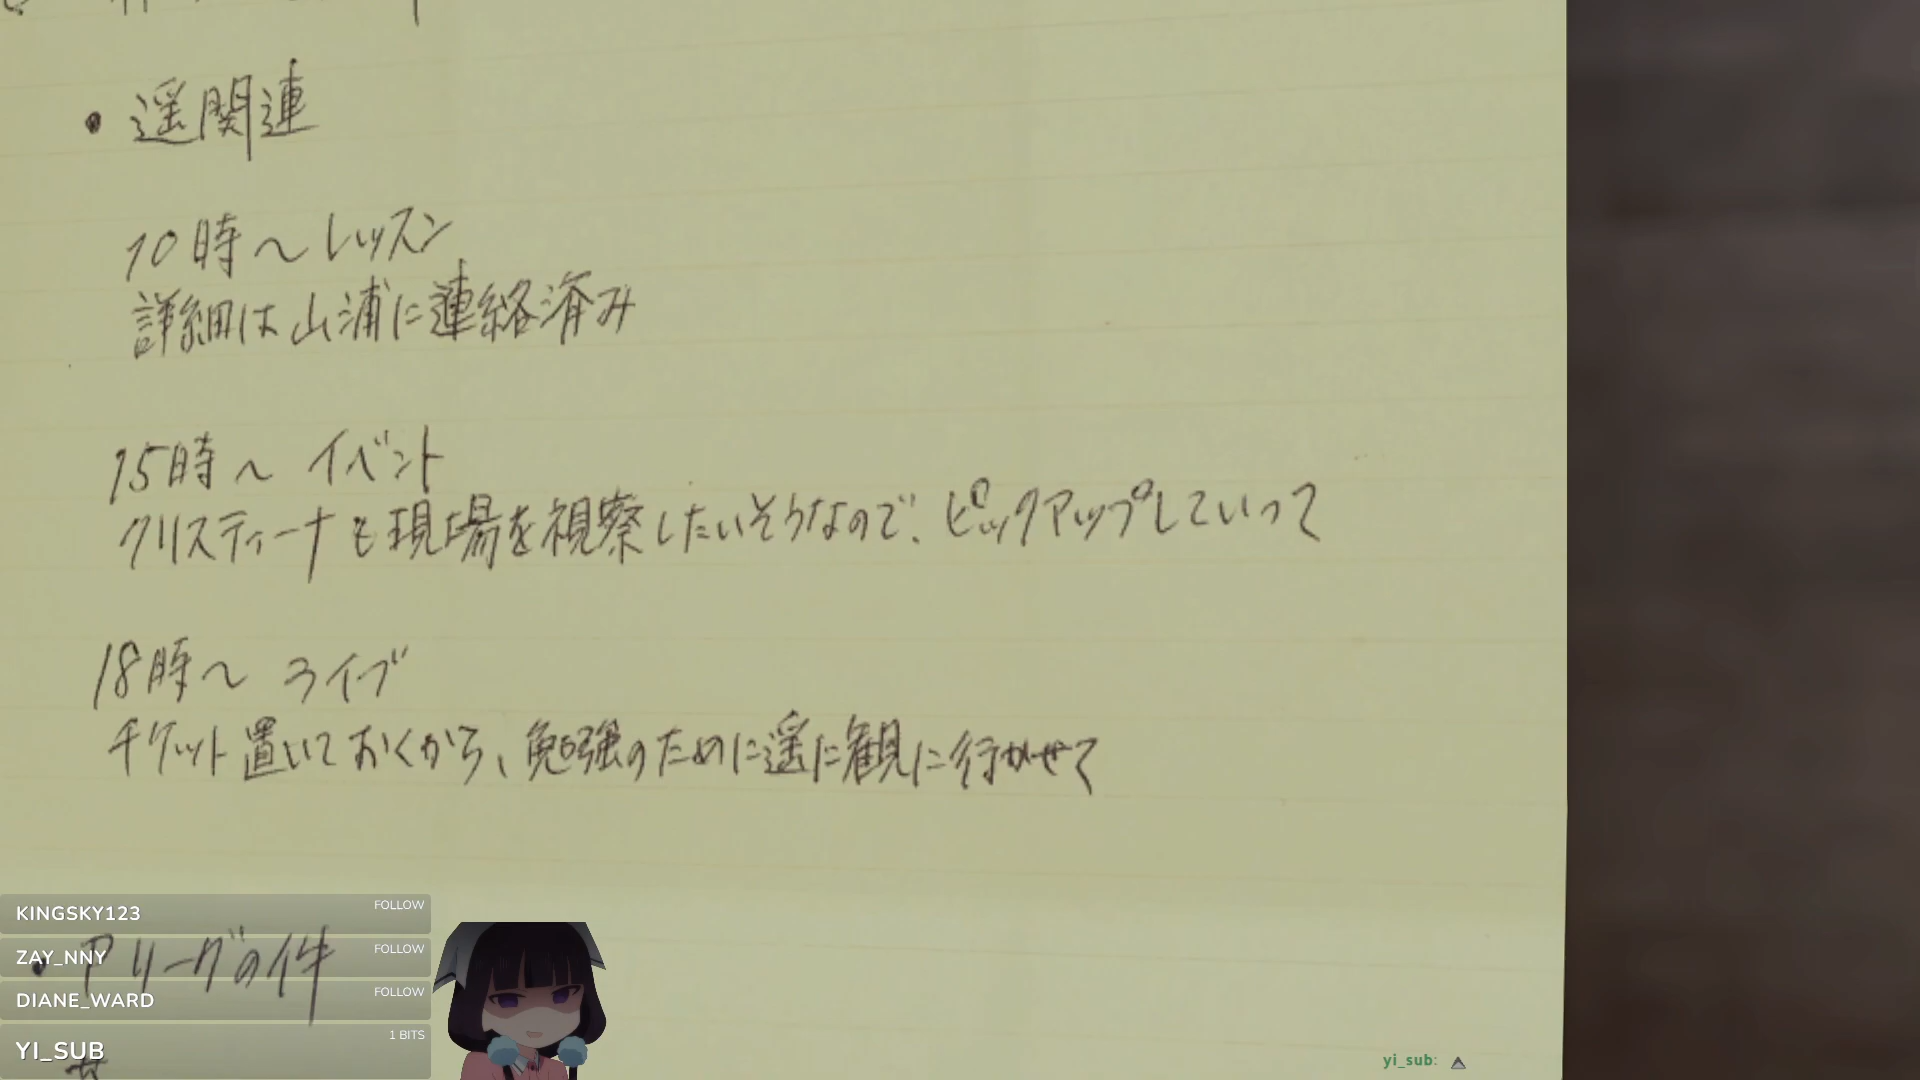 ・遥関連
10時～レッスン
詳細は山浦に連絡済み
15時～ イベント
クリスティーナも現場を視察したいそうなので、ピックアップしていって
18時～ ライブ
チケット置いておくから、勉強のために遥に観に行かせて
KINGSKY123 FOLLOW
ZAY_NNY FOLLOW
・アリーグの件
DIANE_WARD FOLLOW
YI_SUB 1 BITS
yi_sub: